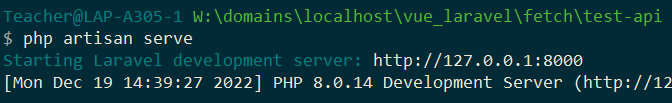 Teacher@LAP-A305-1 W:\domains\localhost\vue_laravel\fetch\test-api
$ php artisan serve
Starting Laravel development server: http://127.0.0.1:8000
[Mon Dec 19 14:39:27 2022] PHP 8.0.14 Development Server (http://12